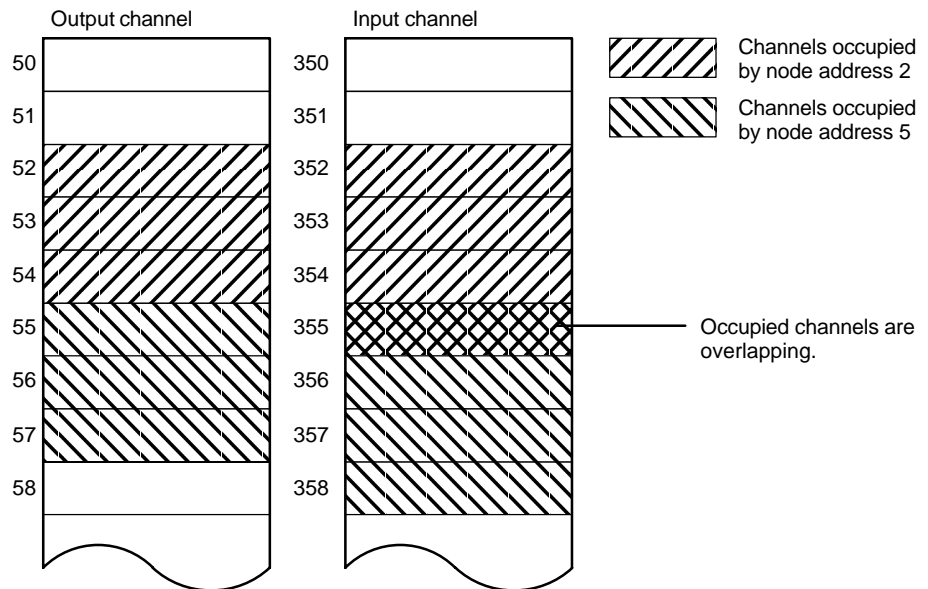 Output channel
Input channel
50
51
52
53
54
55
56
57
58
350
351
352
353
354
355
356
357
358
Channels occupied
by node address 2
Channels occupied
by node address 5
Occupied channels are
overlapping.